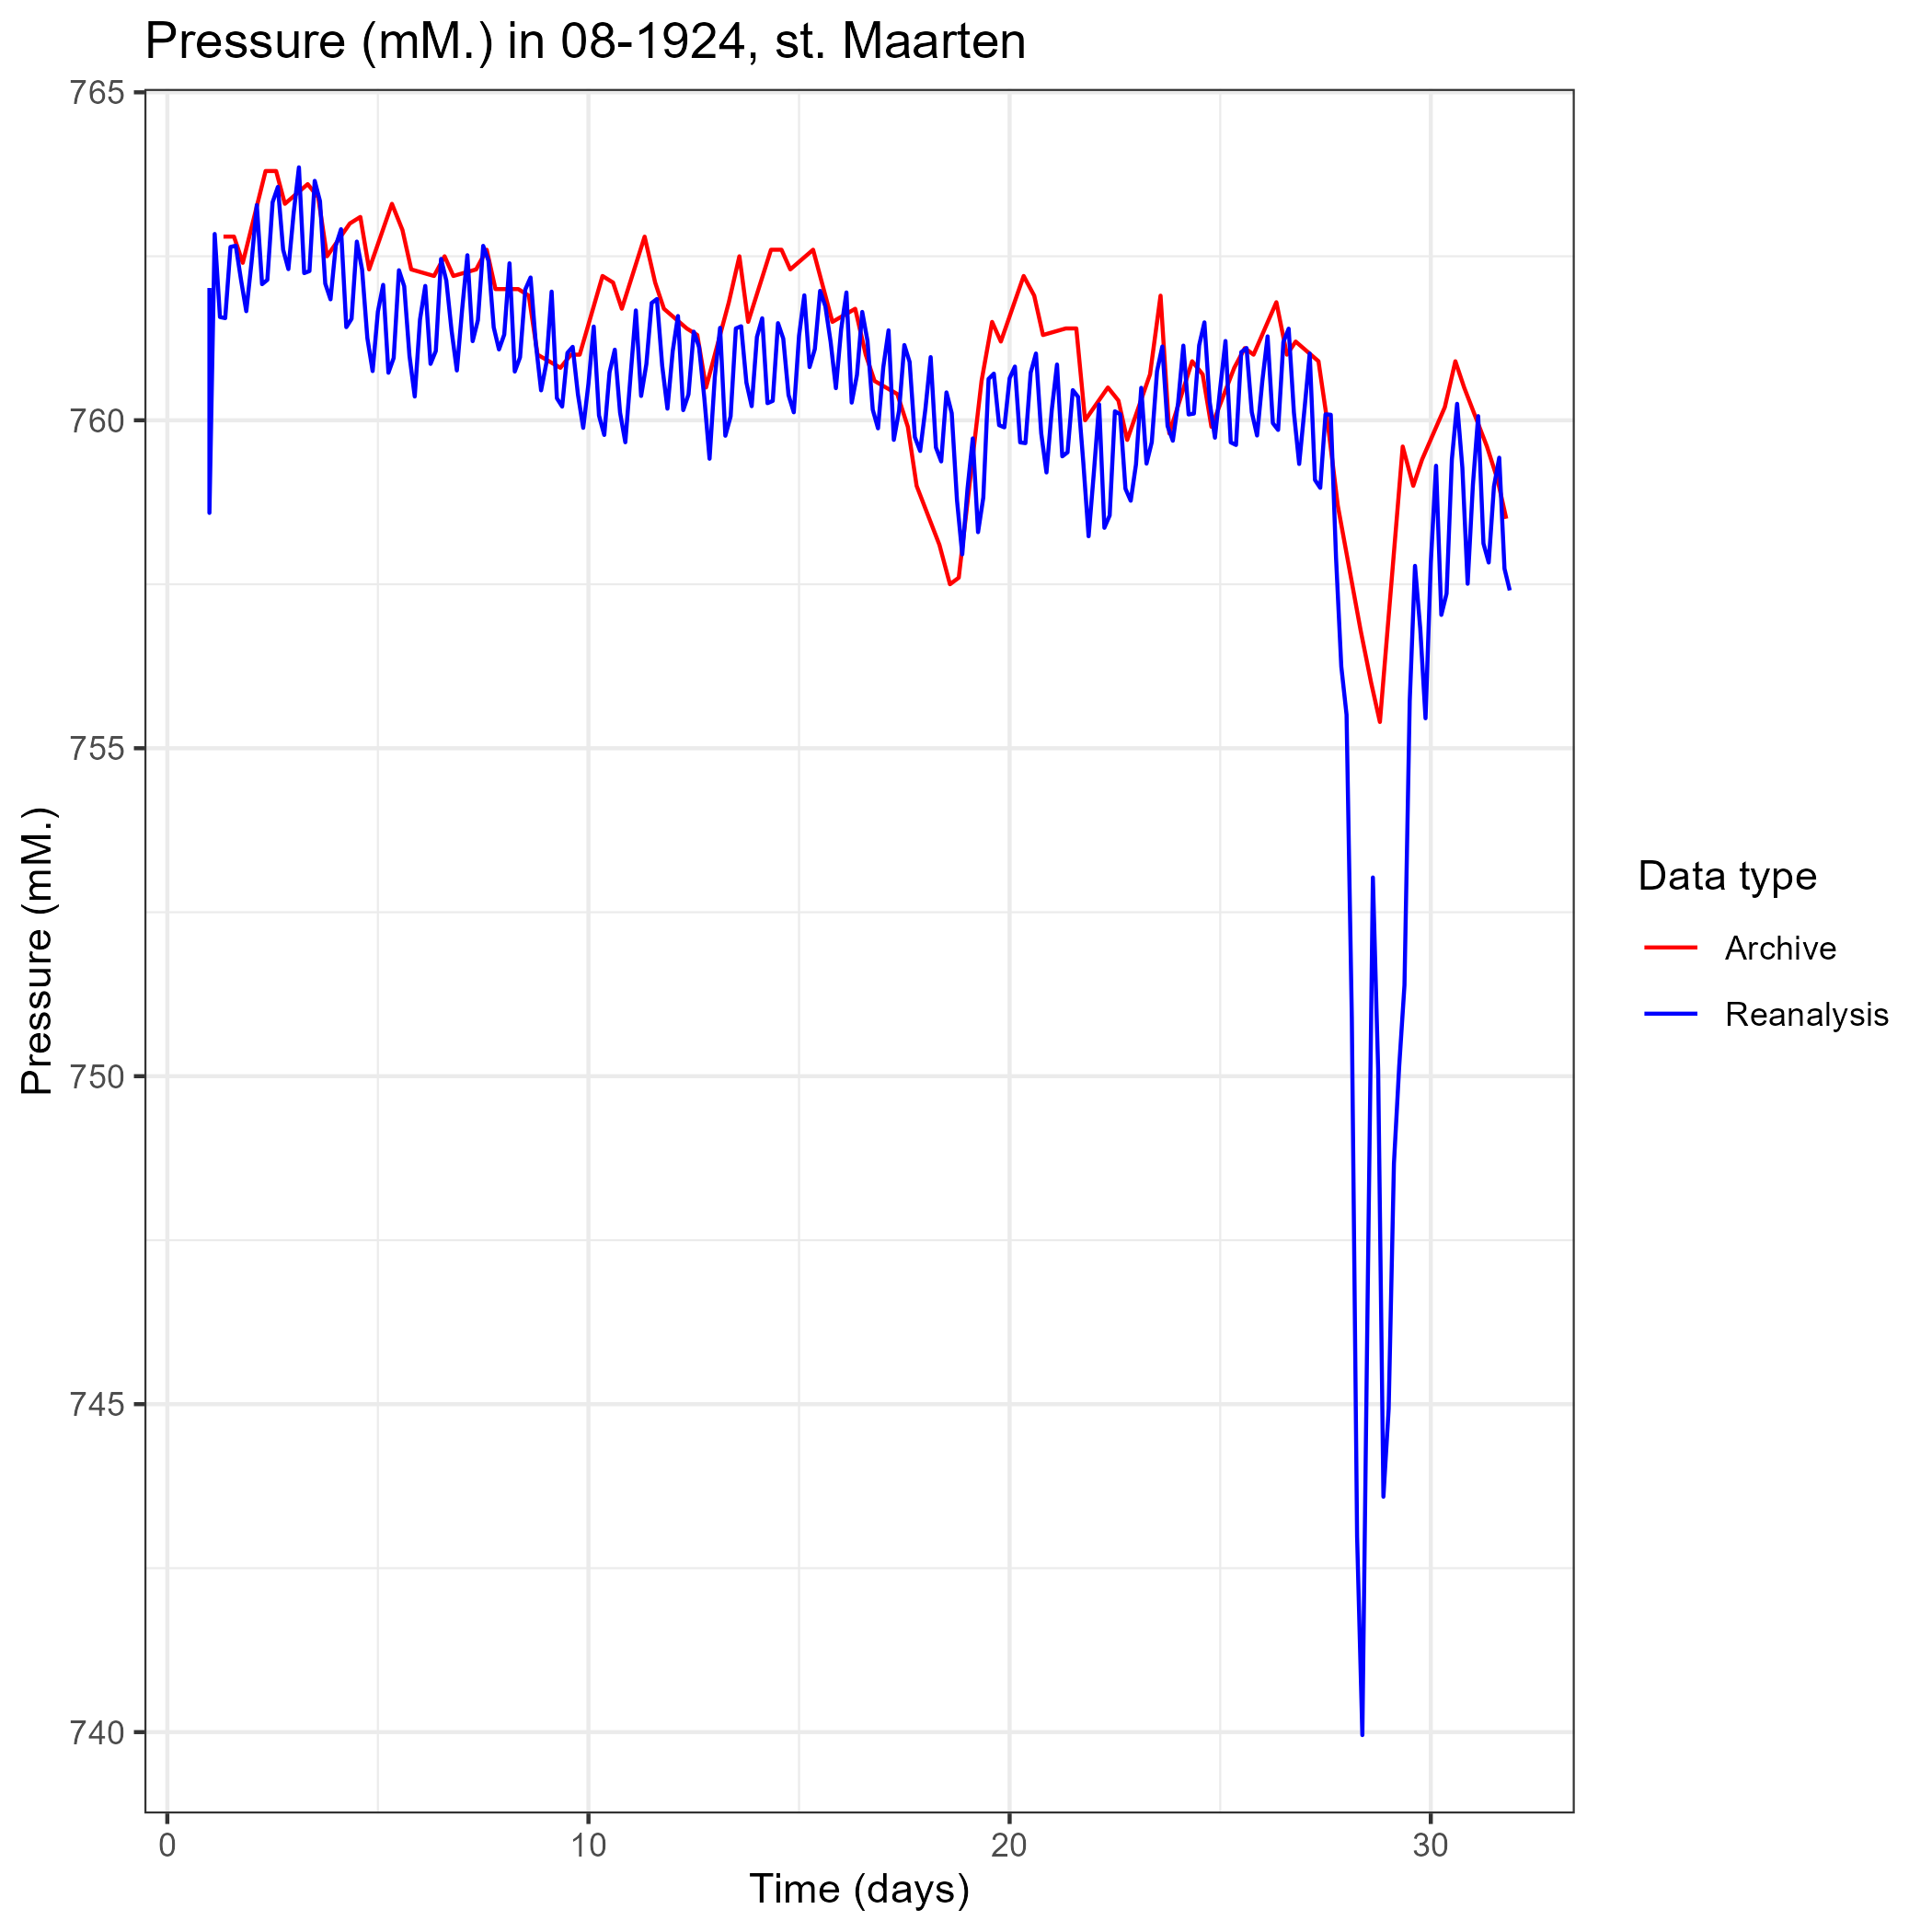 Pressure (mM.) in 08-1924, st. Maarten
765
760
755
750
745
740
Pressure (mM.)
0 10 20 30
Time (days)
Data type
Archive
Reanalysis